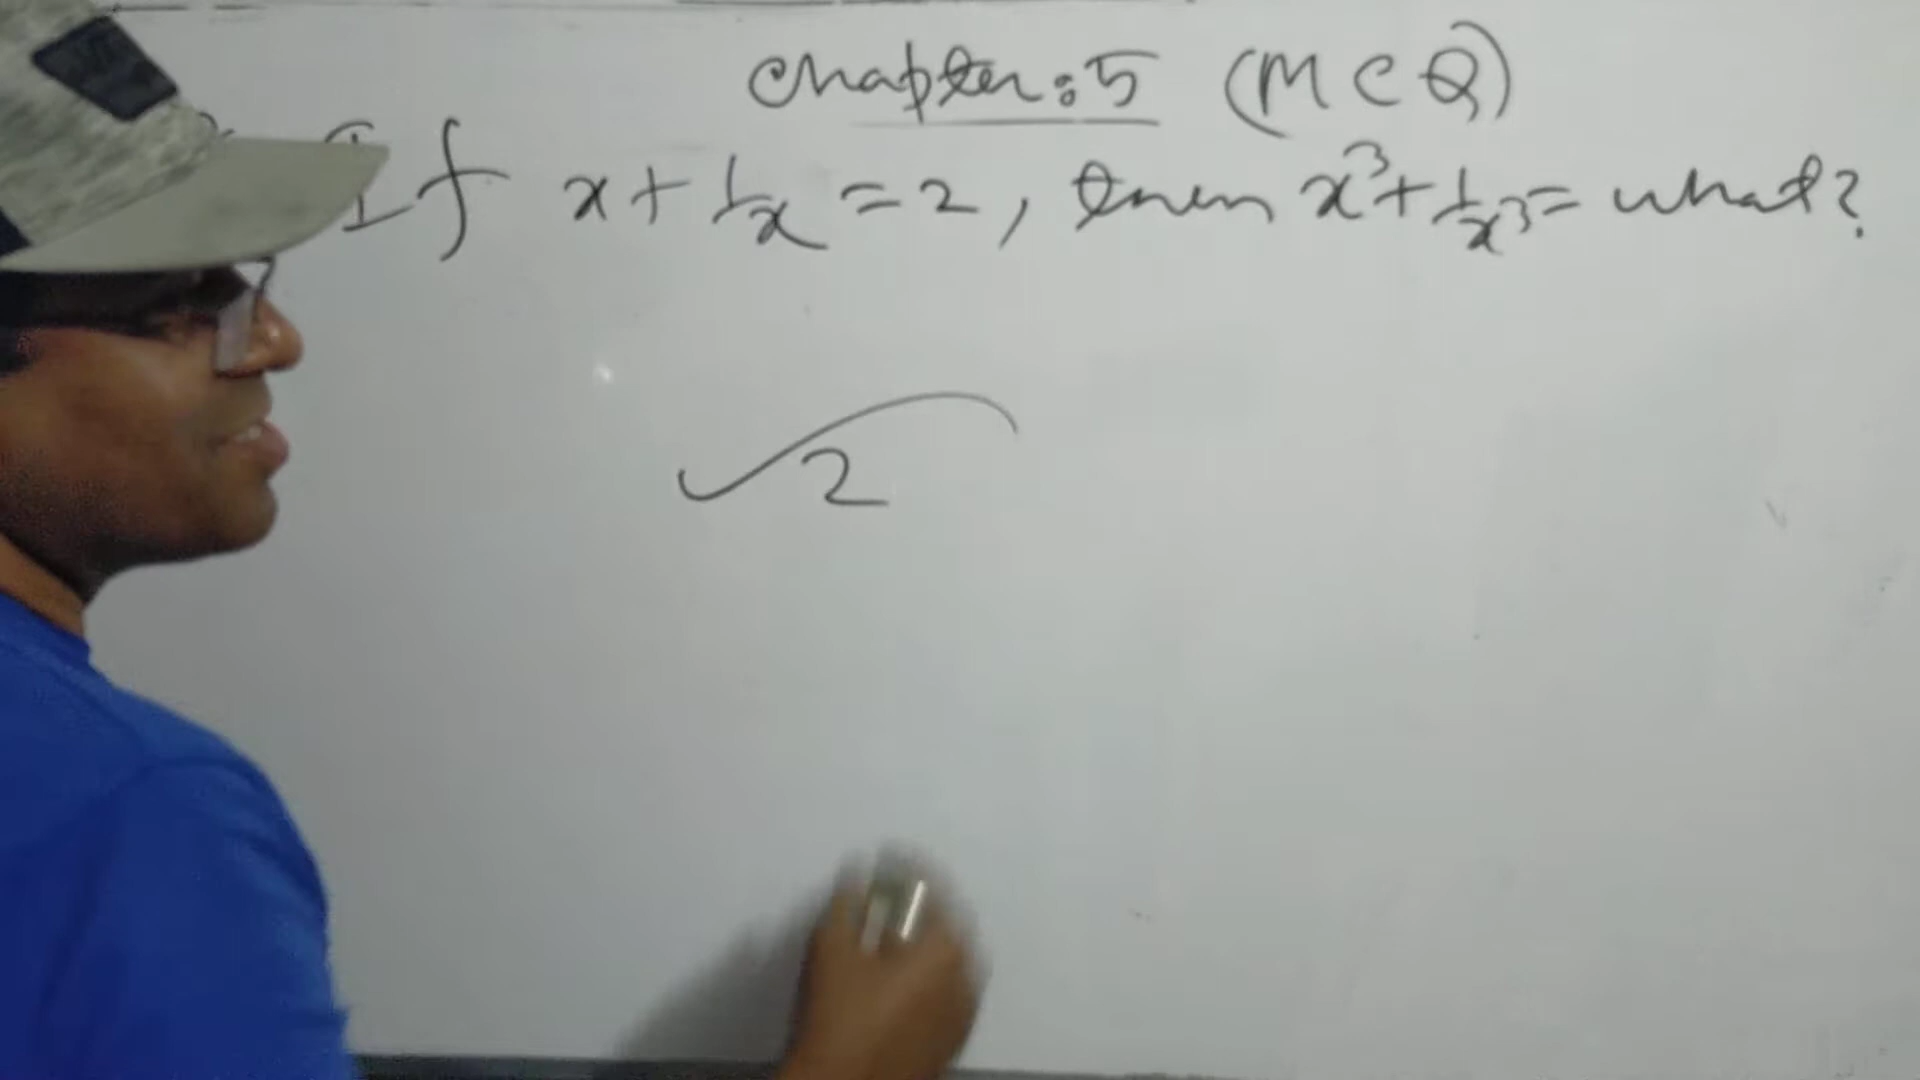 Chapter:5 (MCQ)
If x + 1/x = 2, then x³ + 1/x³ = what?
2